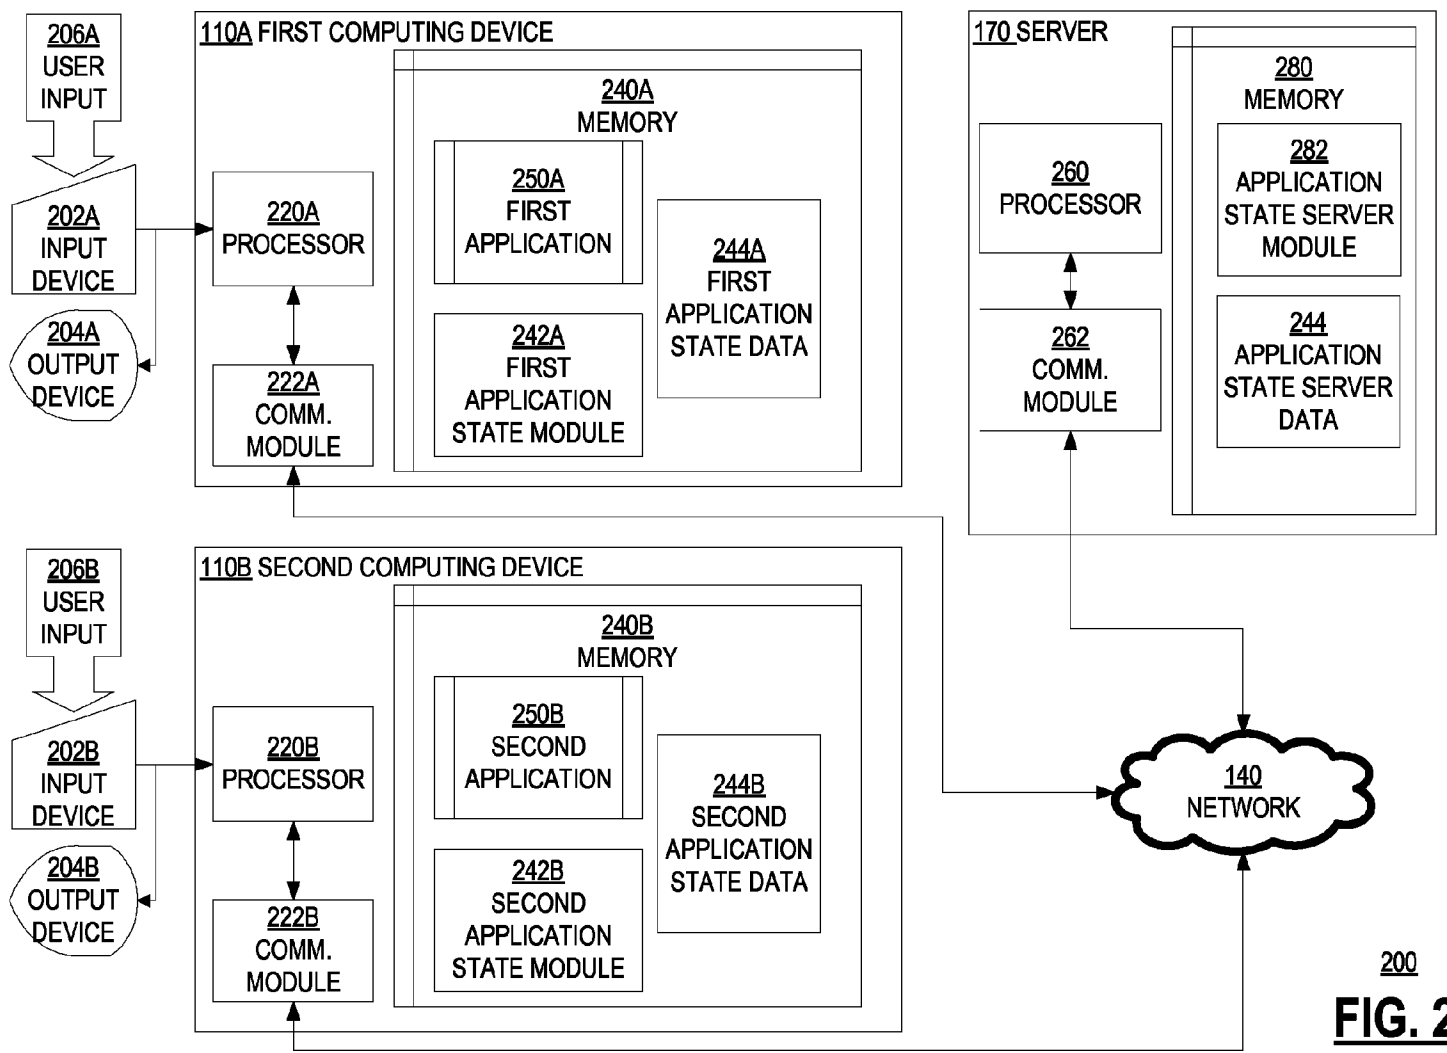 206A
USER
INPUT
202A
INPUT
DEVICE
204A
OUTPUT
DEVICE
110A FIRST COMPUTING DEVICE
220A
PROCESSOR
222A
COMM.
MODULE
240A
MEMORY
250A
FIRST
APPLICATION
242A
FIRST
APPLICATION
STATE MODULE
244A
FIRST
APPLICATION
STATE DATA
170 SERVER
260
PROCESSOR
262
COMM.
MODULE
280
MEMORY
282
APPLICATION
STATE SERVER
MODULE
244
APPLICATION
STATE SERVER
DATA
206B
USER
INPUT
202B
INPUT
DEVICE
204B
OUTPUT
DEVICE
110B SECOND COMPUTING DEVICE
220B
PROCESSOR
222B
COMM.
MODULE
240B
MEMORY
250B
SECOND
APPLICATION
242B
SECOND
APPLICATION
STATE MODULE
244B
SECOND
APPLICATION
STATE DATA
140
NETWORK
200
FIG. 2